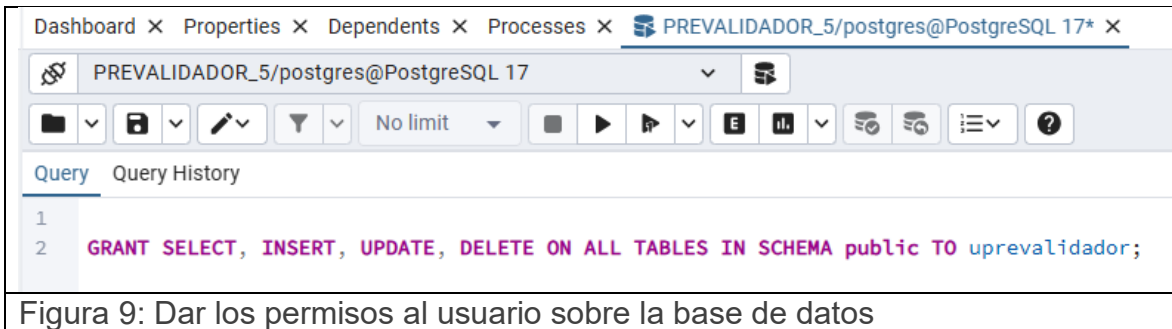 Dashboard Properties Dependents Processes PREVALIDADOR_5/postgres@PostgreSQL 17*
PREVALIDADOR_5/postgres@PostgreSQL 17
No limit E
Query Query History
1
2 GRANT SELECT, INSERT, UPDATE, DELETE ON ALL TABLES IN SCHEMA public TO uprevalidador;
Figura 9: Dar los permisos al usuario sobre la base de datos